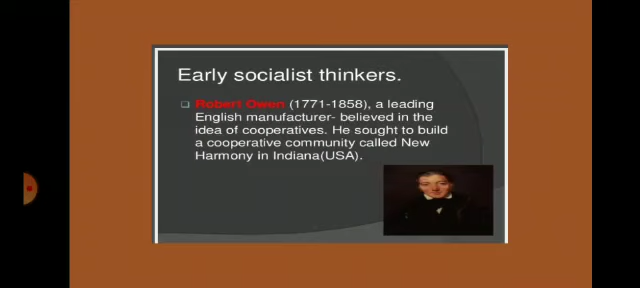 Early socialist thinkers.
Robert Owen (1771-1858), a leading
English manufacturer- believed in the
idea of cooperatives. He sought to build
a cooperative community called New
Harmony in Indiana(USA).